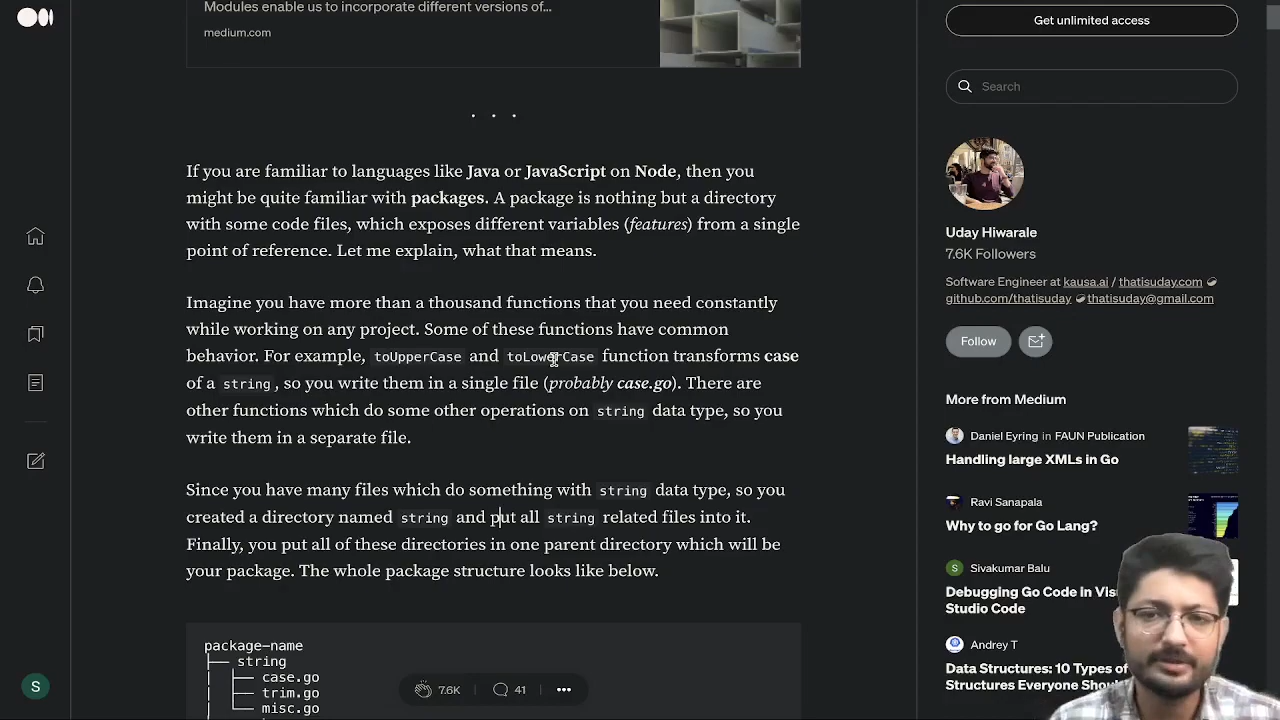 Modules enable us to incorporate different versions of...
medium.com
. . .
If you are familiar to languages like Java or JavaScript on Node, then you
might be quite familiar with packages. A package is nothing but a directory
with some code files, which exposes different variables (features) from a single
point of reference. Let me explain, what that means.
Imagine you have more than a thousand functions that you need constantly
while working on any project. Some of these functions have common
behavior. For example, toUpperCase and toLowerCase function transforms case
of a string, so you write them in a single file (probably case.go). There are
other functions which do some other operations on string data type, so you
write them in a separate file.
Since you have many files which do something with string data type, so you
created a directory named string and put all string related files into it.
Finally, you put all of these directories in one parent directory which will be
your package. The whole package structure looks like below.
package-name
├── string
│ ├── case.go
│ ├── trim.go
│ └── misc.go
7.6K
41
S
Get unlimited access
Search
Uday Hiwarale
7.6K Followers
Software Engineer at kausa.ai / thatisuday.com
github.com/thatisuday thatisuday@gmail.com
Follow
More from Medium
Daniel Eyring in FAUN Publication
Handling large XMLs in Go
Ravi Sanapala
Why to go for Go Lang?
S Sivakumar Balu
Debugging Go Code in
Studio Code
Andrey T
Data Structures: 10 Types of
Structures Everyone